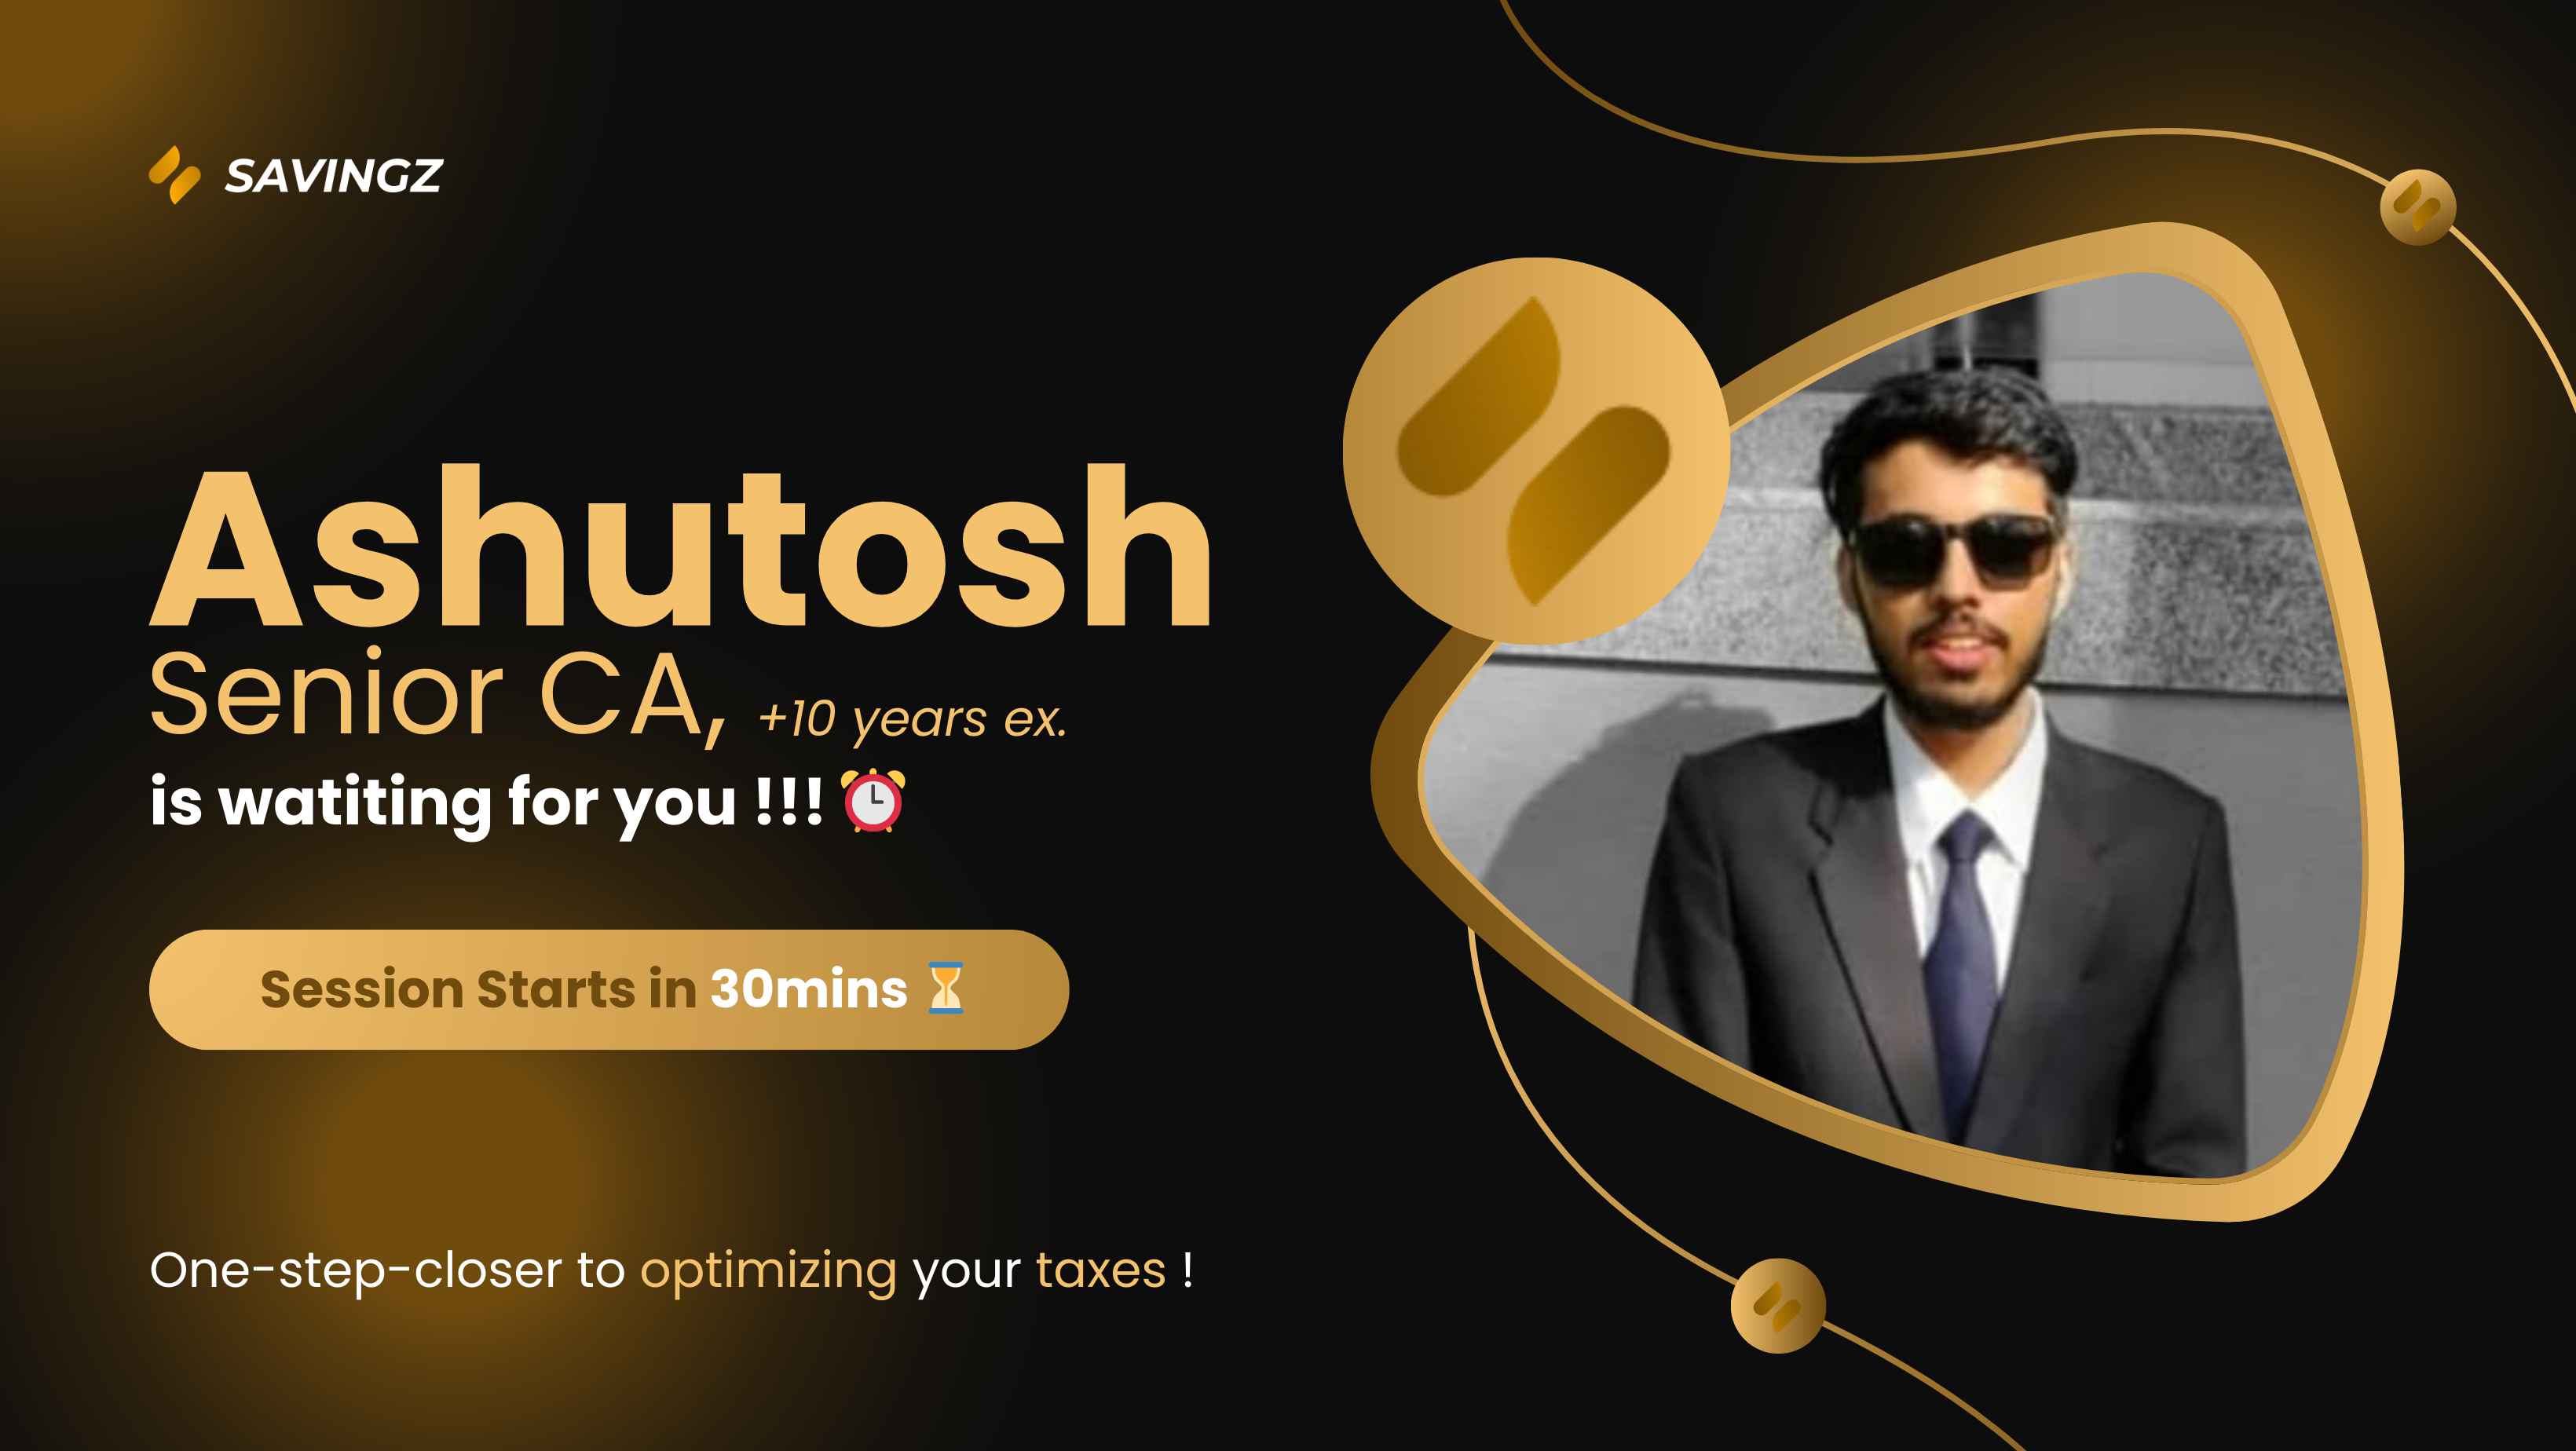 SAVINGZ
Ashutosh
Senior CA, +10 years ex.
is watiting for you !!! ⏰
Session Starts in 30mins ⏳
One-step-closer to optimizing your taxes !